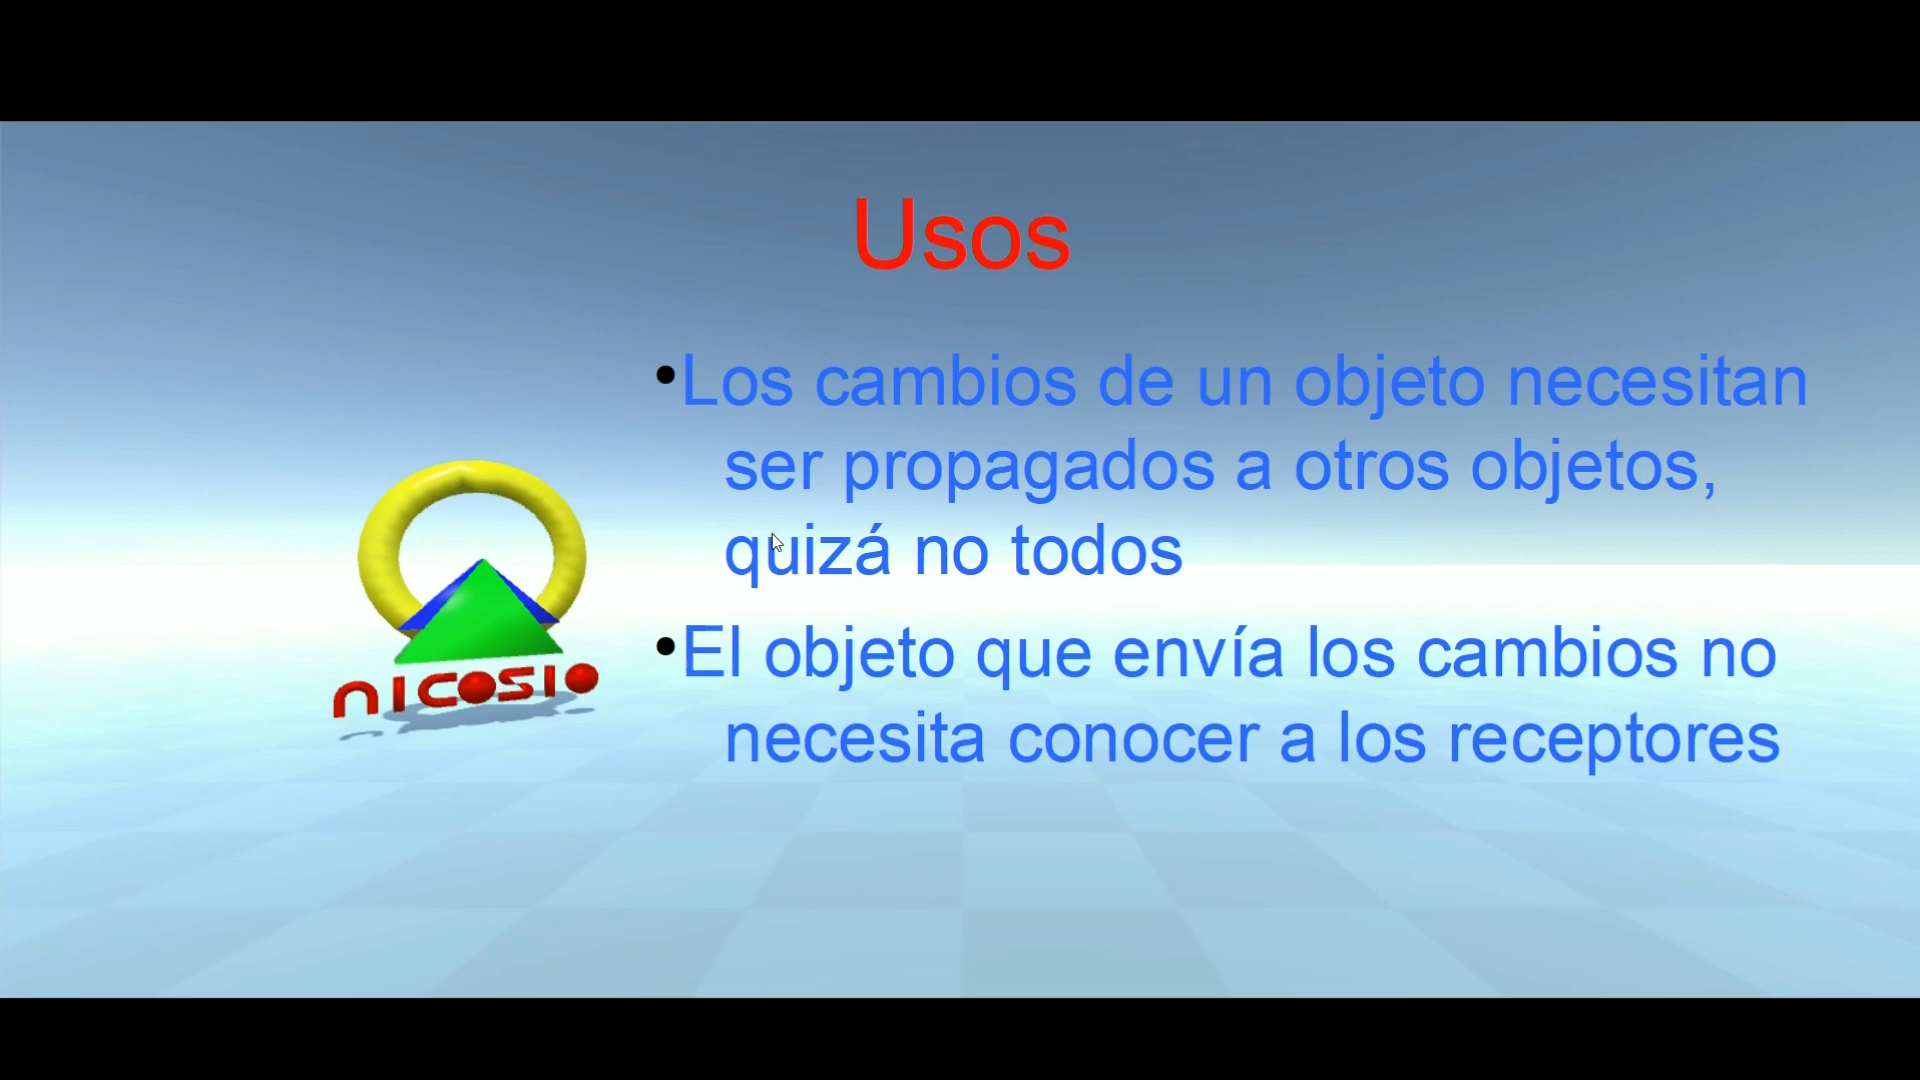 Usos
•Los cambios de un objeto necesitan
ser propagados a otros objetos,
quizá no todos
•El objeto que envía los cambios no
necesita conocer a los receptores
NICOSIO